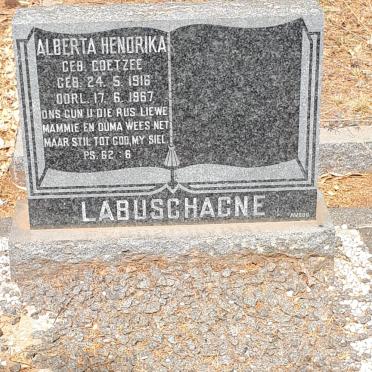 ALBERTA HENDRIKA
GEB. COETZEE
GEB. 24. 5. 1916
OORL. 17. 6. 1967
ONS GUN U DIE RUS LIEWE
MAMMIE EN OUMA WEES NET
MAAR STIL TOT GOD, MY SIEL
PS. 62 : 6
LABUSCHAGNE